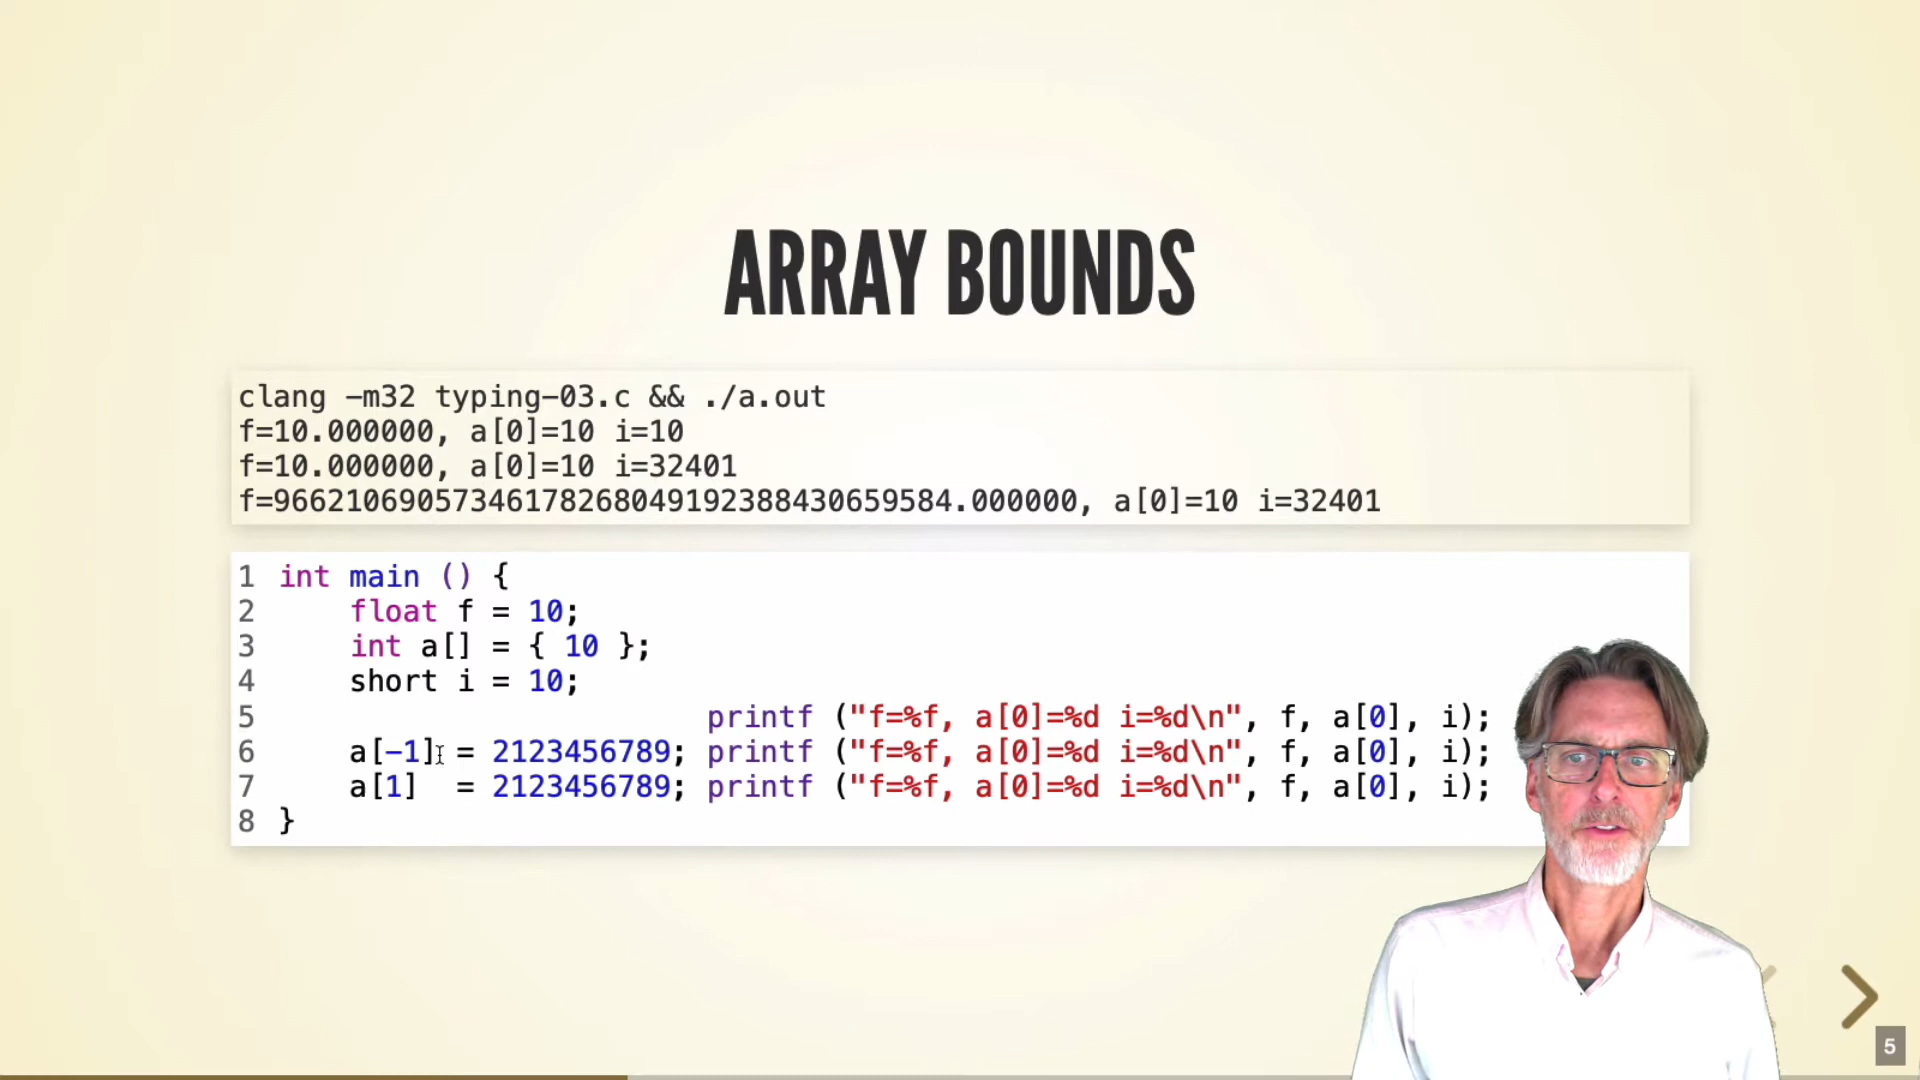 ARRAY BOUNDS
clang -m32 typing-03.c && ./a.out
f=10.000000, a[0]=10 i=10
f=10.000000, a[0]=10 i=32401
f=96621069057346178268049192388430659584.000000, a[0]=10 i=32401
1 int main () {
2     float f = 10;
3     int a[] = { 10 };
4     short i = 10;
5                         printf ("f=%f, a[0]=%d i=%d\n", f, a[0], i);
6     a[-1] = 2123456789; printf ("f=%f, a[0]=%d i=%d\n", f, a[0], i);
7     a[1]  = 2123456789; printf ("f=%f, a[0]=%d i=%d\n", f, a[0], i);
8 }
5